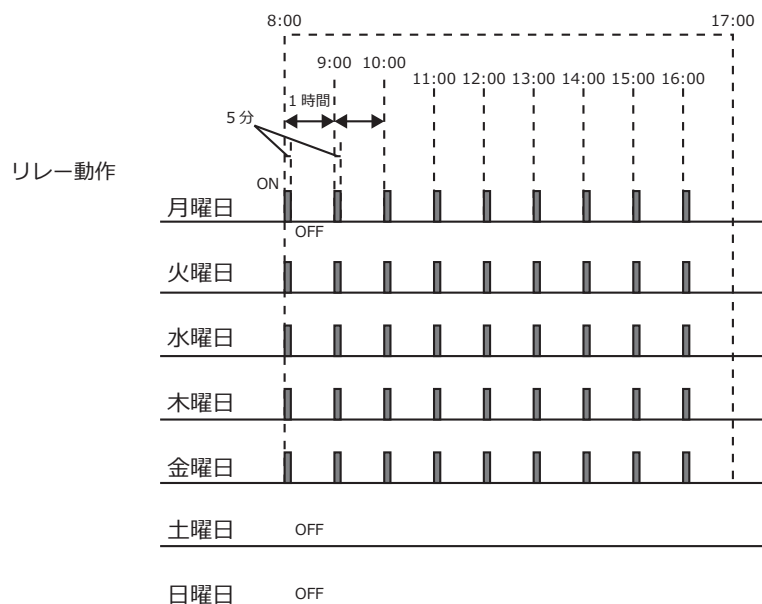 8:00 17:00
9:00 10:00
11:00 12:00 13:00 14:00 15:00 16:00
1 時間
5 分
リレー動作
ON
月曜日
OFF
火曜日
水曜日
木曜日
金曜日
土曜日 OFF
日曜日 OFF